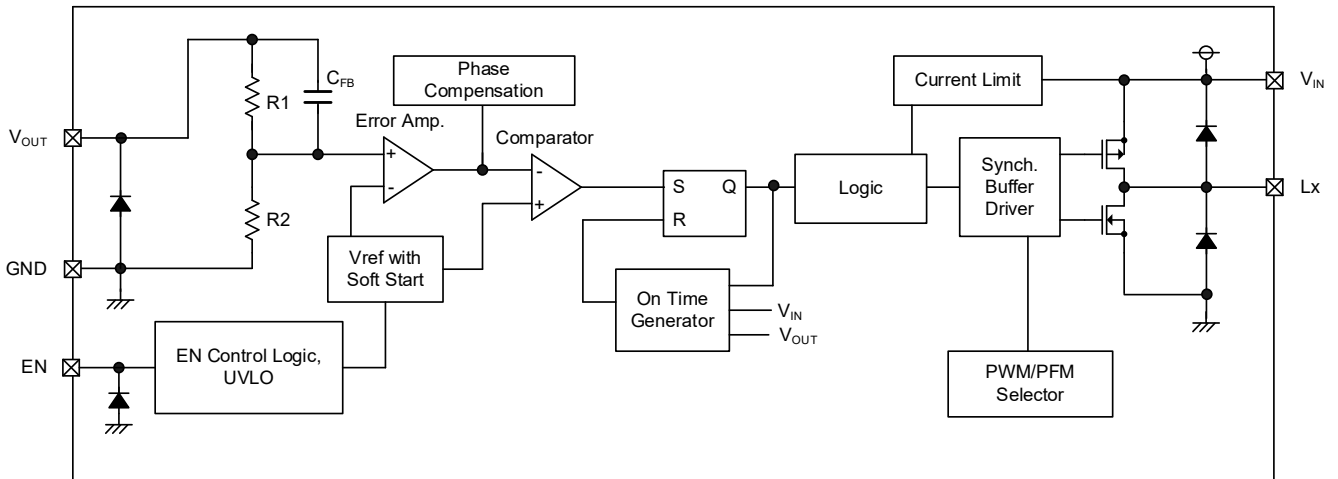 Phase
Compensation
Current Limit
V_IN
C_FB
R1
Error Amp.
Comparator
V_OUT
+
-
-
+
S
Q
R
Logic
Synch.
Buffer
Driver
Lx
R2
GND
Vref with
Soft Start
On Time
Generator
V_IN
V_OUT
EN
EN Control Logic,
UVLO
PWM/PFM
Selector